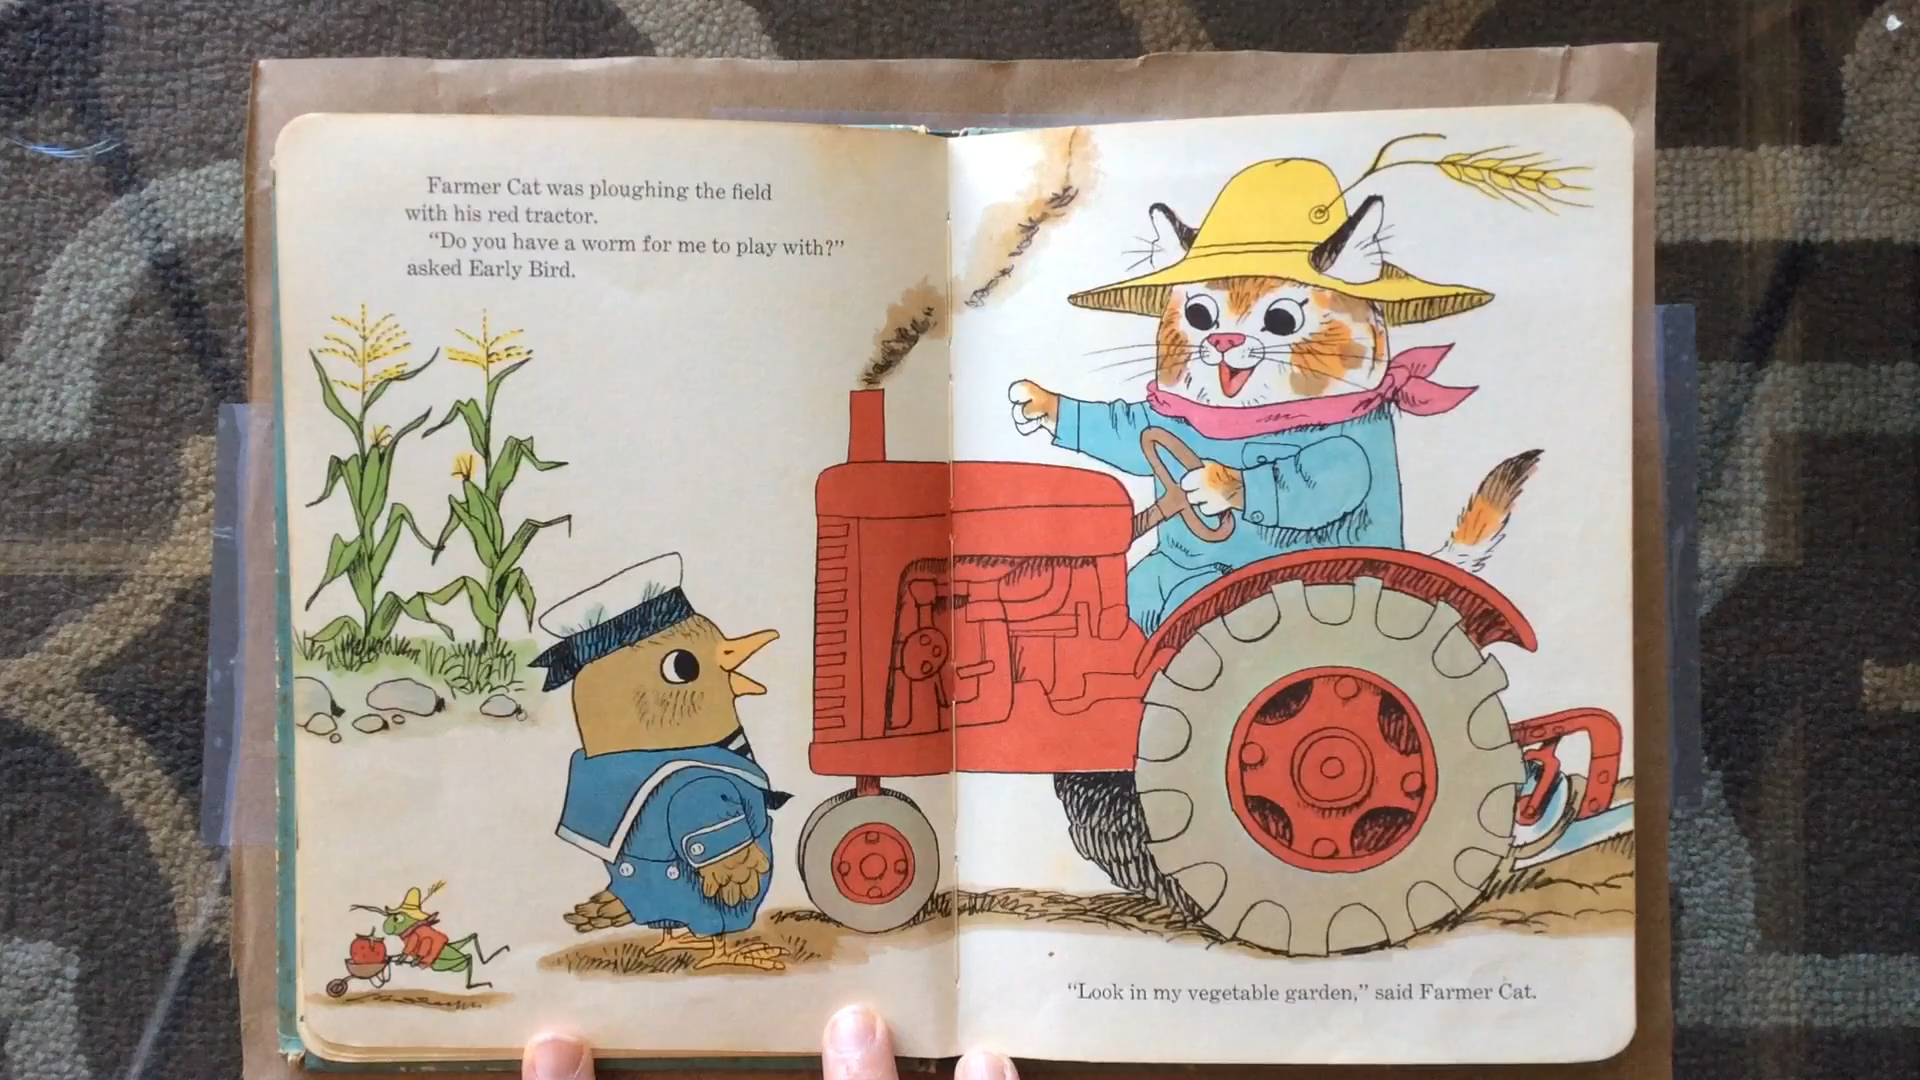 Farmer Cat was ploughing the field
with his red tractor.
“Do you have a worm for me to play with?”
asked Early Bird.
“Look in my vegetable garden,” said Farmer Cat.